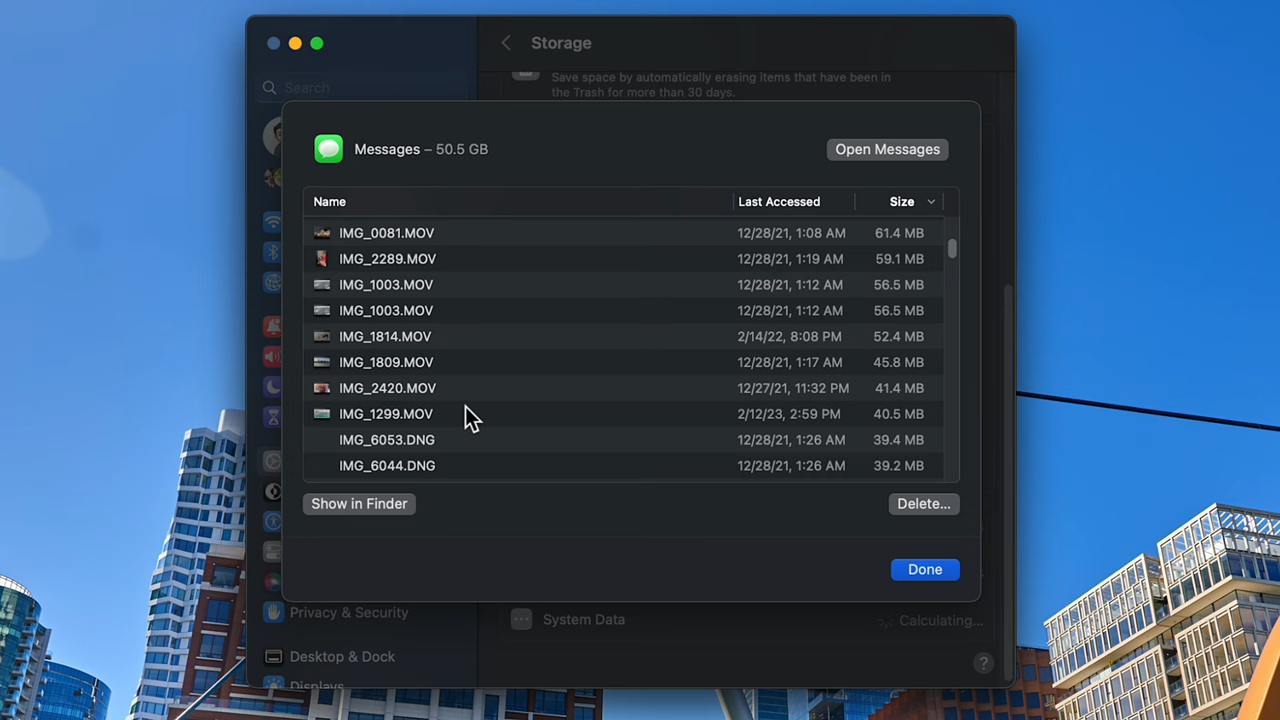 Storage
Search
Save space by automatically erasing items that have been in
the Trash for more than 30 days.
Messages – 50.5 GB
Open Messages
Name Last Accessed Size
IMG_0081.MOV 12/28/21, 1:08 AM 61.4 MB
IMG_2289.MOV 12/28/21, 1:19 AM 59.1 MB
IMG_1003.MOV 12/28/21, 1:12 AM 56.5 MB
IMG_1003.MOV 12/28/21, 1:12 AM 56.5 MB
IMG_1814.MOV 2/14/22, 8:08 PM 52.4 MB
IMG_1809.MOV 12/28/21, 1:17 AM 45.8 MB
IMG_2420.MOV 12/27/21, 11:32 PM 41.4 MB
IMG_1299.MOV 2/12/23, 2:59 PM 40.5 MB
IMG_6053.DNG 12/28/21, 1:26 AM 39.4 MB
IMG_6044.DNG 12/28/21, 1:26 AM 39.2 MB
Show in Finder
Delete...
Done
Privacy & Security
System Data
Calculating...
Desktop & Dock
?
Displays